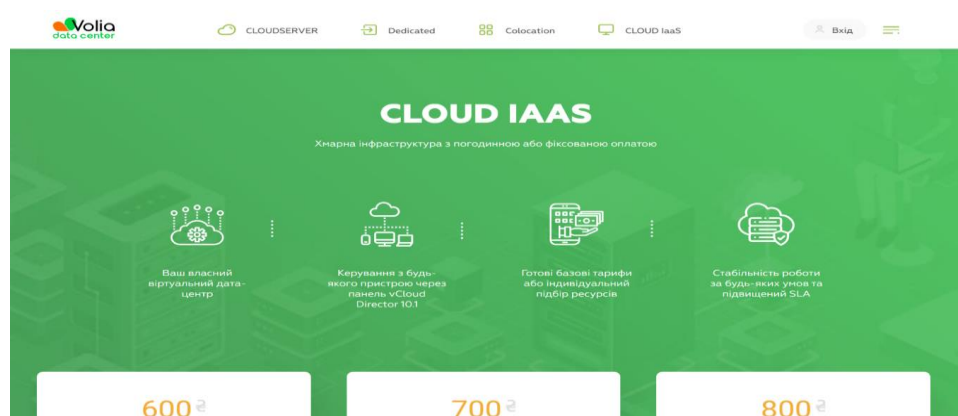 Volia
data center
CLOUDSERVER
Dedicated
Colocation
CLOUD IaaS
Вхід
CLOUD IAAS
Хмарна інфраструктура з погодинною або фіксованою оплатою
Ваш власний
віртуальний дата-
центр
Керування з будь-
якого пристрою через
панель vCloud
Director 10.1
Готові базові тарифи
або індивідуальний
підбір ресурсів
Стабільність роботи
за будь-яких умов та
підвищений SLA
600 ₴
700 ₴
800 ₴